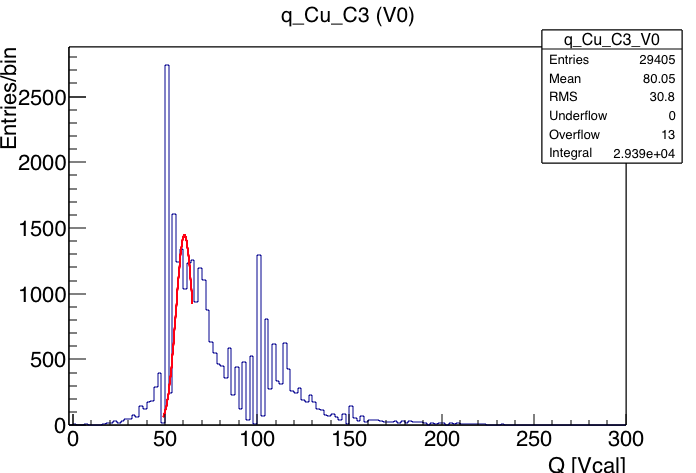 q_Cu_C3 (V0)
q_Cu_C3_V0
Entries 29405
Mean 80.05
RMS 30.8
Underflow 0
Overflow 13
Integral 2.939e+04
Entries/bin
2500
2000
1500
1000
500
0
0 50 100 150 200 250 300
Q [Vcal]